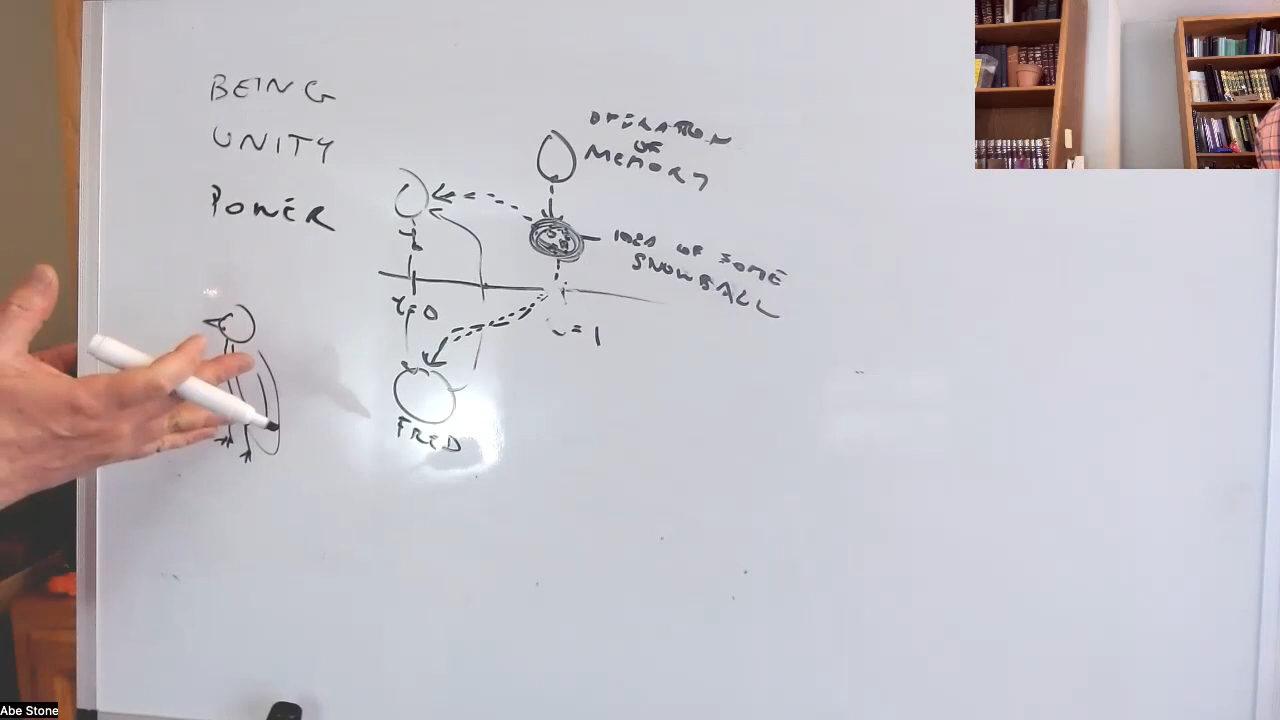 BEING
UNITY
POWER
OPERATION
OF
MEMORY
IDEA OF SOME
SNOWBALL
t=0
=1
FRED
Abe Stone